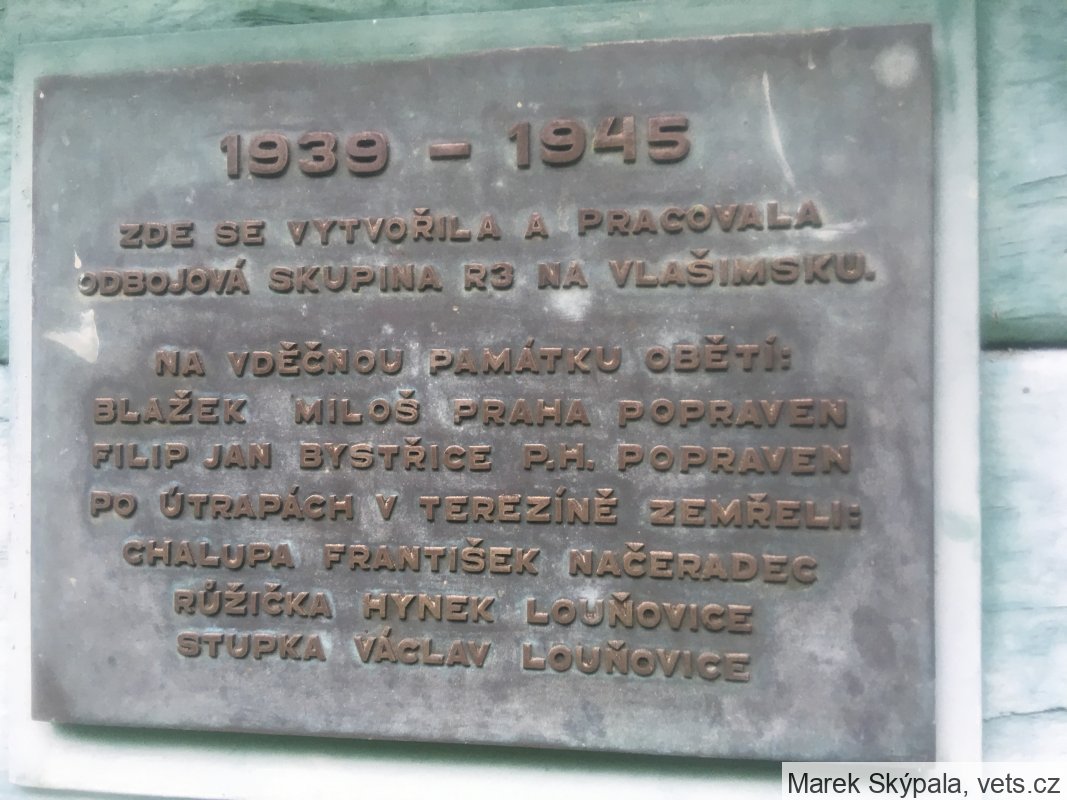 1939 – 1945
ZDE SE VYTVOŘILA A PRACOVALA
ODBOJOVÁ SKUPINA R3 NA VLAŠIMSKU.
NA VDĚČNOU PAMÁTKU OBĚTÍ:
BLAŽEK MILOŠ PRAHA POPRAVEN
FILIP JAN BYSTŘICE P.H. POPRAVEN
PO ÚTRAPÁCH V TEREZÍNĚ ZEMŘELI:
CHALUPA FRANTIŠEK NAČERADEC
RŮŽIČKA HYNEK LOUŇOVICE
STUPKA VÁCLAV LOUŇOVICE
Marek Skýpala, vets.cz